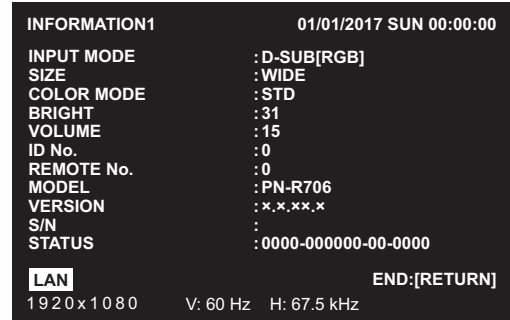 INFORMATION1 01/01/2017 SUN 00:00:00
INPUT MODE :D-SUB[RGB]
SIZE :WIDE
COLOR MODE :STD
BRIGHT :31
VOLUME :15
ID No. :0
REMOTE No. :0
MODEL :PN-R706
VERSION :×.×.××.×
S/N :
STATUS :0000-000000-00-0000
LAN END:[RETURN]
1920x1080 V: 60 Hz H: 67.5 kHz